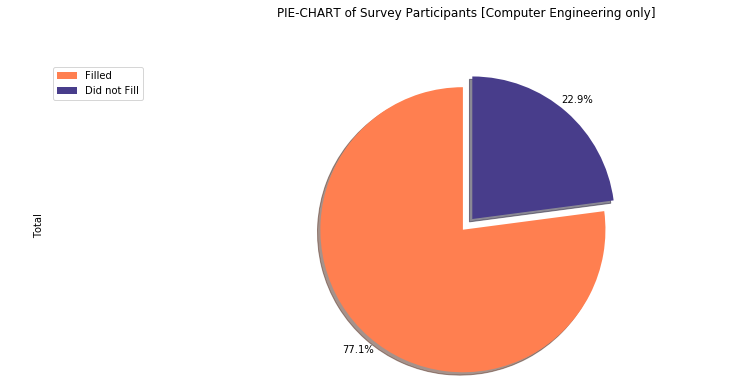 PIE-CHART of Survey Participants [Computer Engineering only]
Filled
Did not Fill
22.9%
Total
77.1%